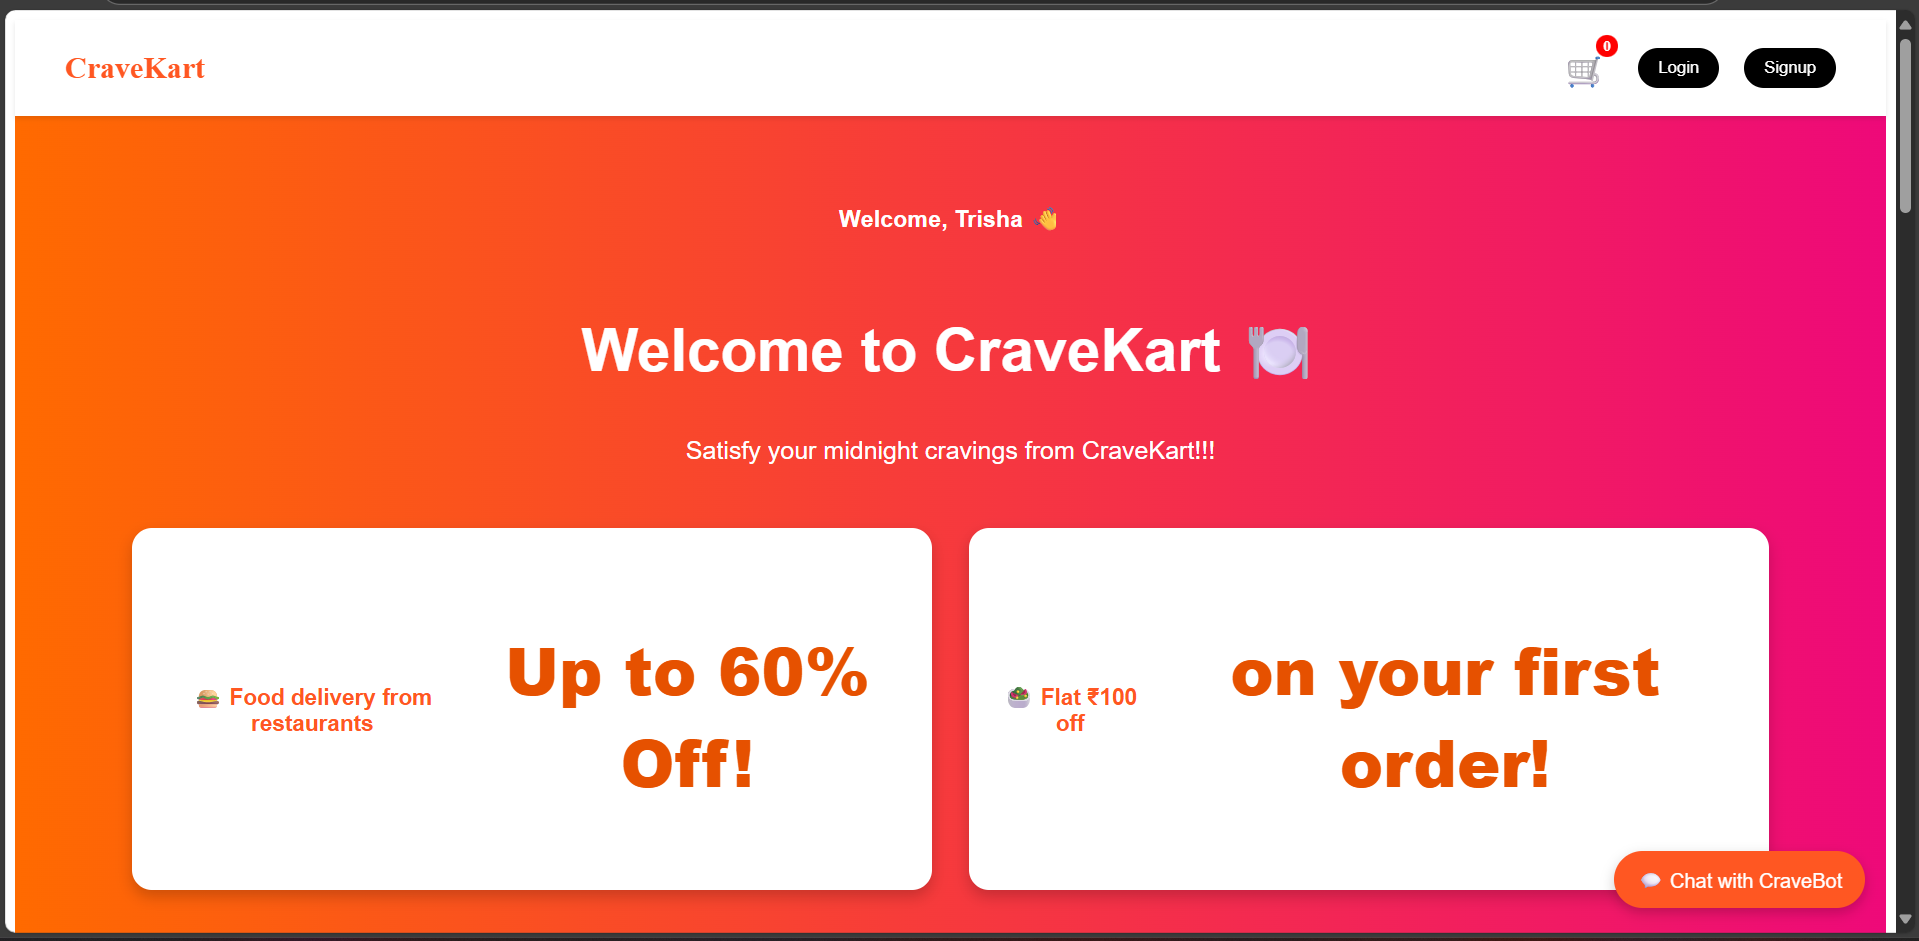 CraveKart
0
Login
Signup
Welcome, Trisha 👋
Welcome to CraveKart 🍽️
Satisfy your midnight cravings from CraveKart!!!
🍔 Food delivery from
restaurants
Up to 60%
Off!
🥗 Flat ₹100
off
on your first
order!
💬 Chat with CraveBot